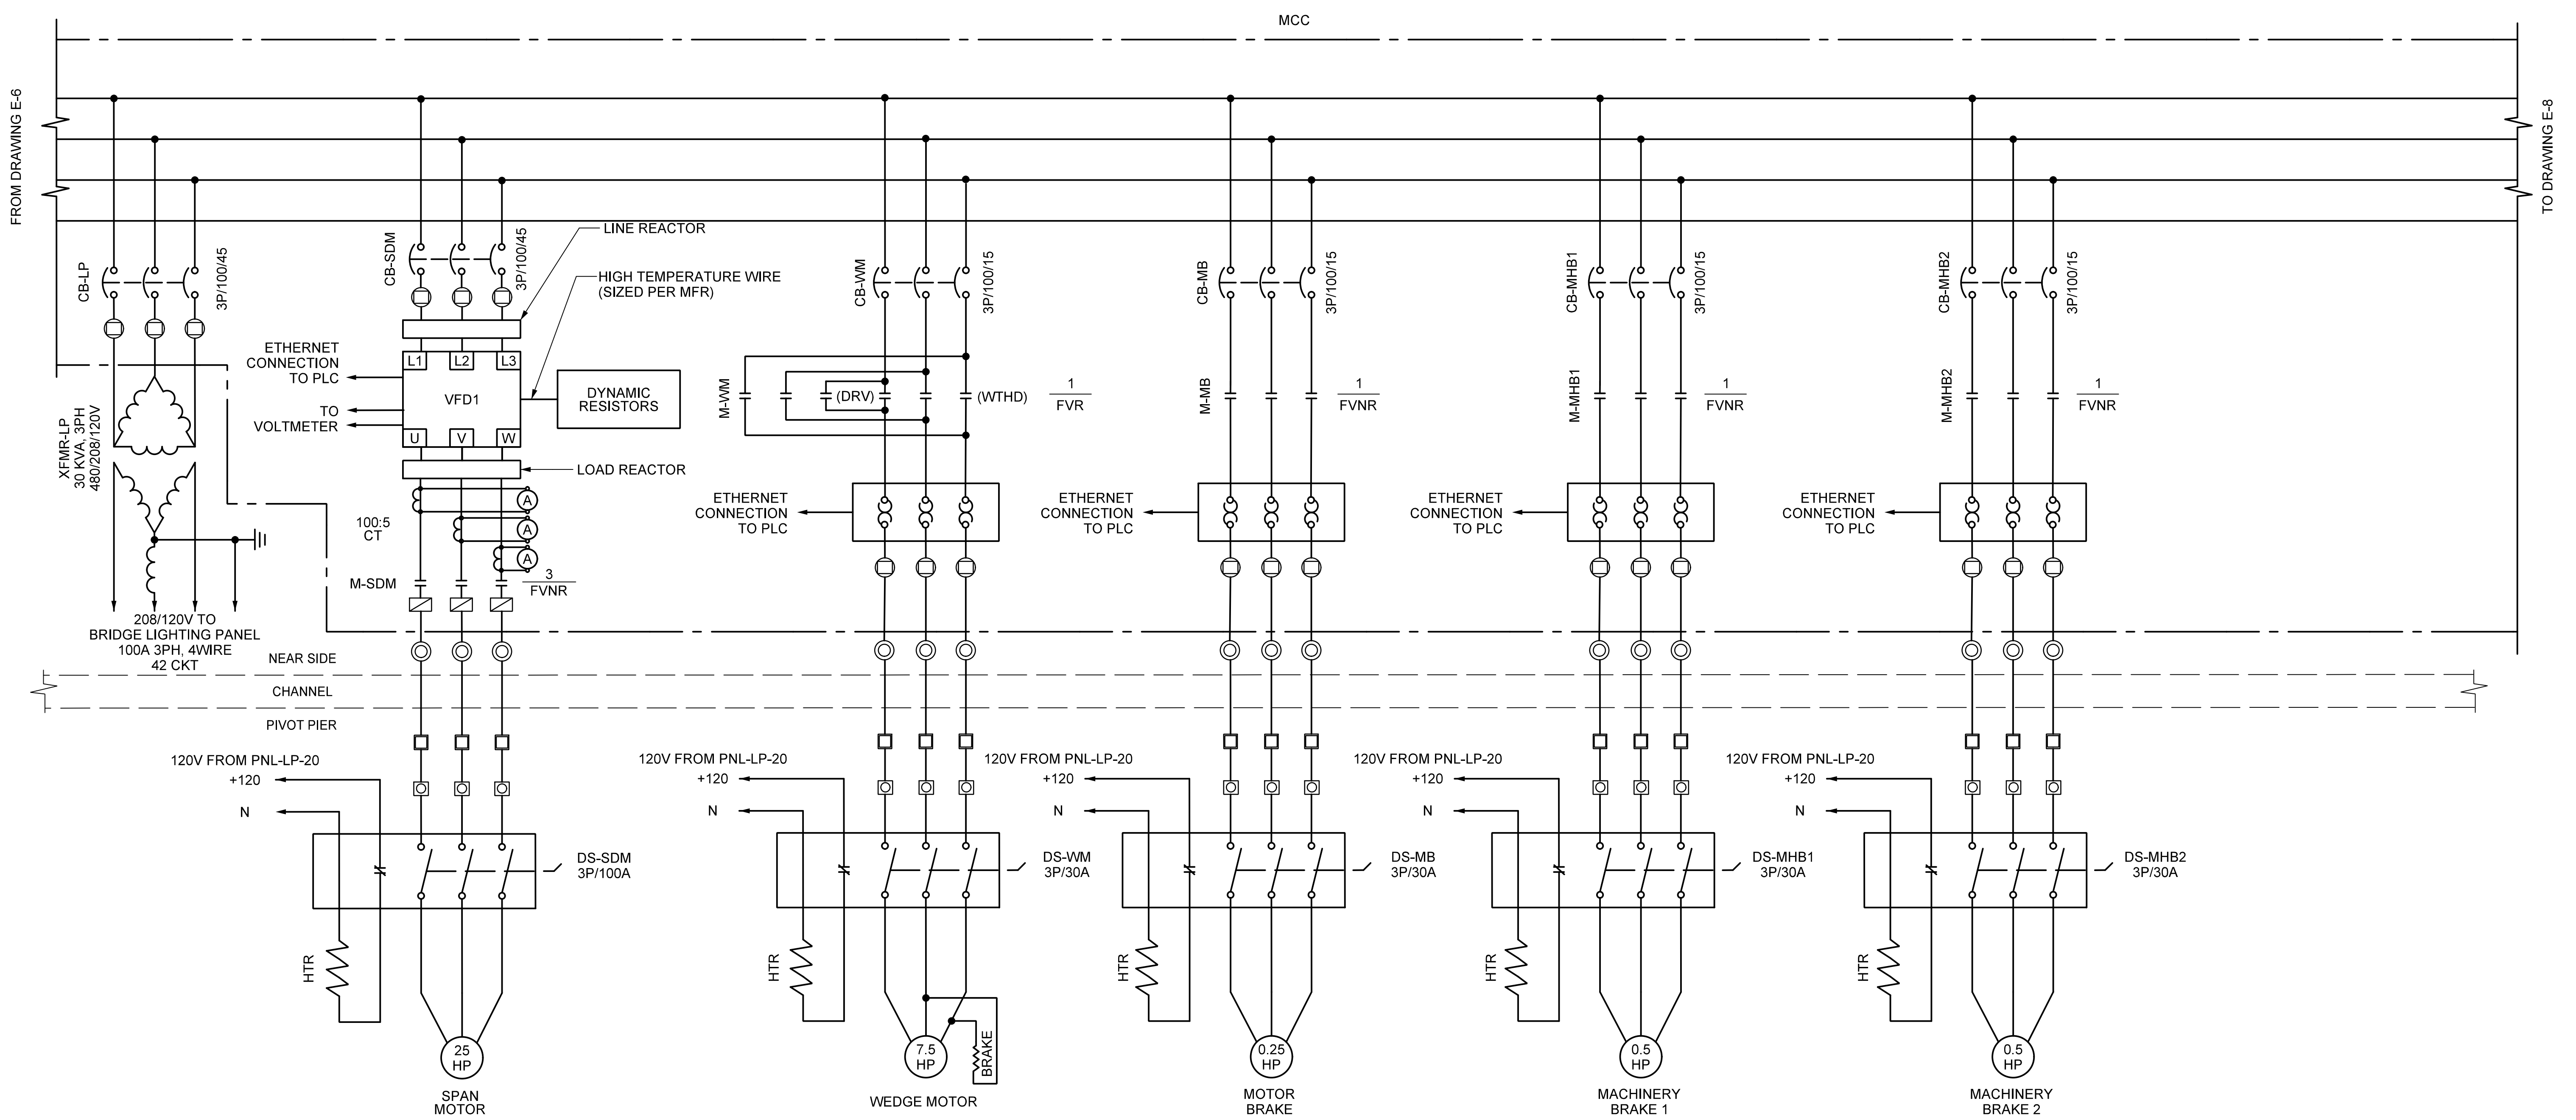 MCC
FROM DRAWING E-6
TO DRAWING E-8
CB-LP
3P/100/45
CB-SDM
3P/100/45
LINE REACTOR
HIGH TEMPERATURE WIRE
(SIZED PER MFR)
CB-WM
3P/100/15
CB-MB
3P/100/15
CB-MHB1
3P/100/15
CB-MHB2
3P/100/15
ETHERNET
CONNECTION
TO PLC
TO
VOLTMETER
L1
L2
L3
VFD1
U
V
W
DYNAMIC
RESISTORS
LOAD REACTOR
XFMR-LP
30 KVA, 3PH
480/208/120V
M-WM
(DRV)
(WTHD)
1
FVR
M-MB
1
FVNR
M-MHB1
1
FVNR
M-MHB2
1
FVNR
100:5
CT
A
A
A
M-SDM
3
FVNR
ETHERNET
CONNECTION
TO PLC
ETHERNET
CONNECTION
TO PLC
ETHERNET
CONNECTION
TO PLC
ETHERNET
CONNECTION
TO PLC
208/120V TO
BRIDGE LIGHTING PANEL
100A 3PH, 4WIRE
42 CKT
NEAR SIDE
CHANNEL
PIVOT PIER
120V FROM PNL-LP-20
+120
N
DS-SDM
3P/100A
HTR
25
HP
SPAN
MOTOR
120V FROM PNL-LP-20
+120
N
DS-WM
3P/30A
HTR
7.5
HP
BRAKE
WEDGE MOTOR
120V FROM PNL-LP-20
+120
N
DS-MB
3P/30A
HTR
0.25
HP
MOTOR
BRAKE
120V FROM PNL-LP-20
+120
N
DS-MHB1
3P/30A
HTR
0.5
HP
MACHINERY
BRAKE 1
120V FROM PNL-LP-20
+120
N
DS-MHB2
3P/30A
HTR
0.5
HP
MACHINERY
BRAKE 2